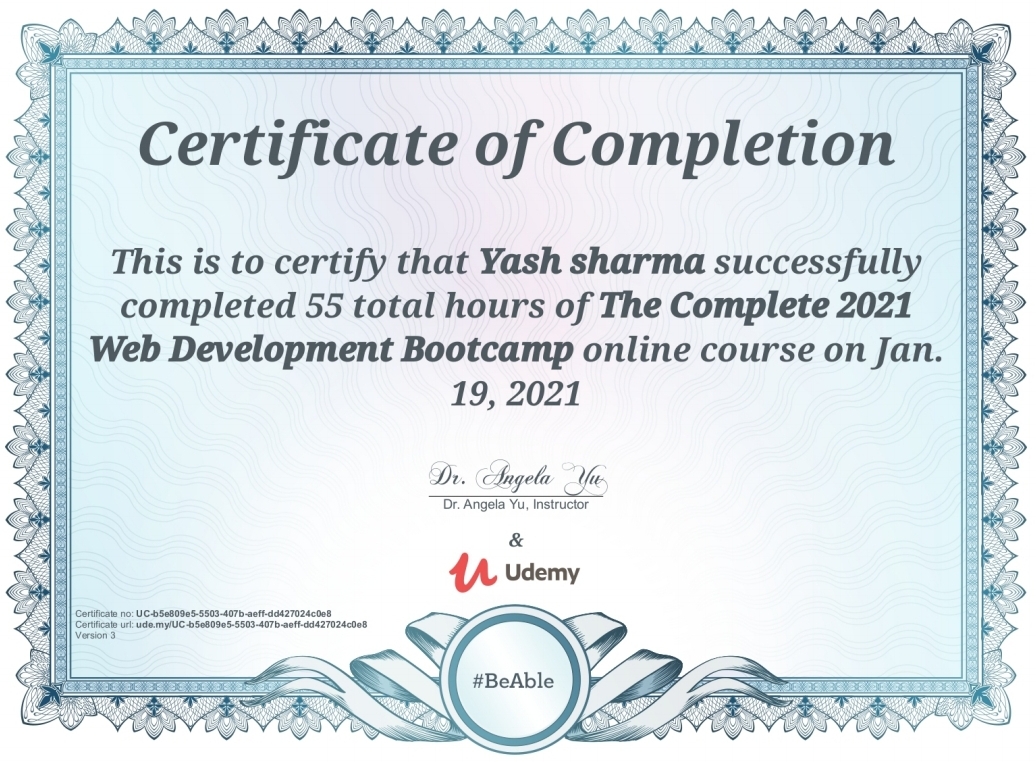 Certificate of Completion
This is to certify that Yash sharma successfully
completed 55 total hours of The Complete 2021
Web Development Bootcamp online course on Jan.
19, 2021
Dr. Angela Yu
Dr. Angela Yu, Instructor
&
Udemy
Certificate no: UC-b5e809e5-5503-407b-aeff-dd427024c0e8
Certificate url: ude.my/UC-b5e809e5-5503-407b-aeff-dd427024c0e8
Version 3
#BeAble